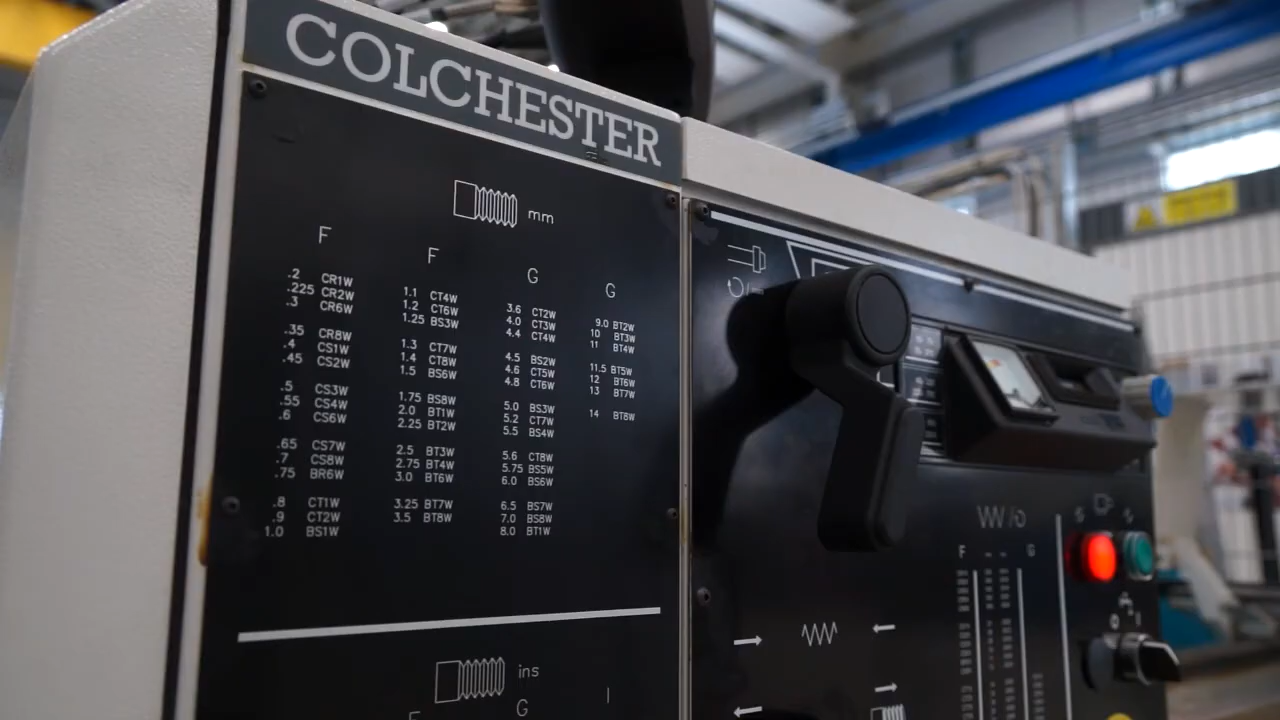 COLCHESTER
mm
F F G G
.2 CR1W
.225 CR2W
.3 CR6W
.35 CR8W
.4 CS1W
.45 CS2W
.5 CS3W
.55 CS4W
.6 CS6W
.65 CS7W
.7 CS8W
.75 BR6W
.8 CT1W
.9 CT2W
1.0 BS1W
1.1 CT4W
1.2 CT6W
1.25 BS3W
1.3 CT7W
1.4 CT8W
1.5 BS6W
1.75 BS8W
2.0 BT1W
2.25 BT2W
2.5 BT3W
2.75 BT4W
3.0 BT6W
3.25 BT7W
3.5 BT8W
3.6 CT2W
4.0 CT3W
4.4 CT4W
4.5 BS2W
4.6 CT5W
4.8 CT6W
5.0 BS3W
5.2 CT7W
5.5 BS4W
5.6 CT8W
5.75 BS5W
6.0 BS6W
6.5 BS7W
7.0 BS8W
8.0 BT1W
9.0 BT2W
10 BT3W
11 BT4W
11.5 BT5W
12 BT6W
13 BT7W
14 BT8W
ins
G I
F G
0 I